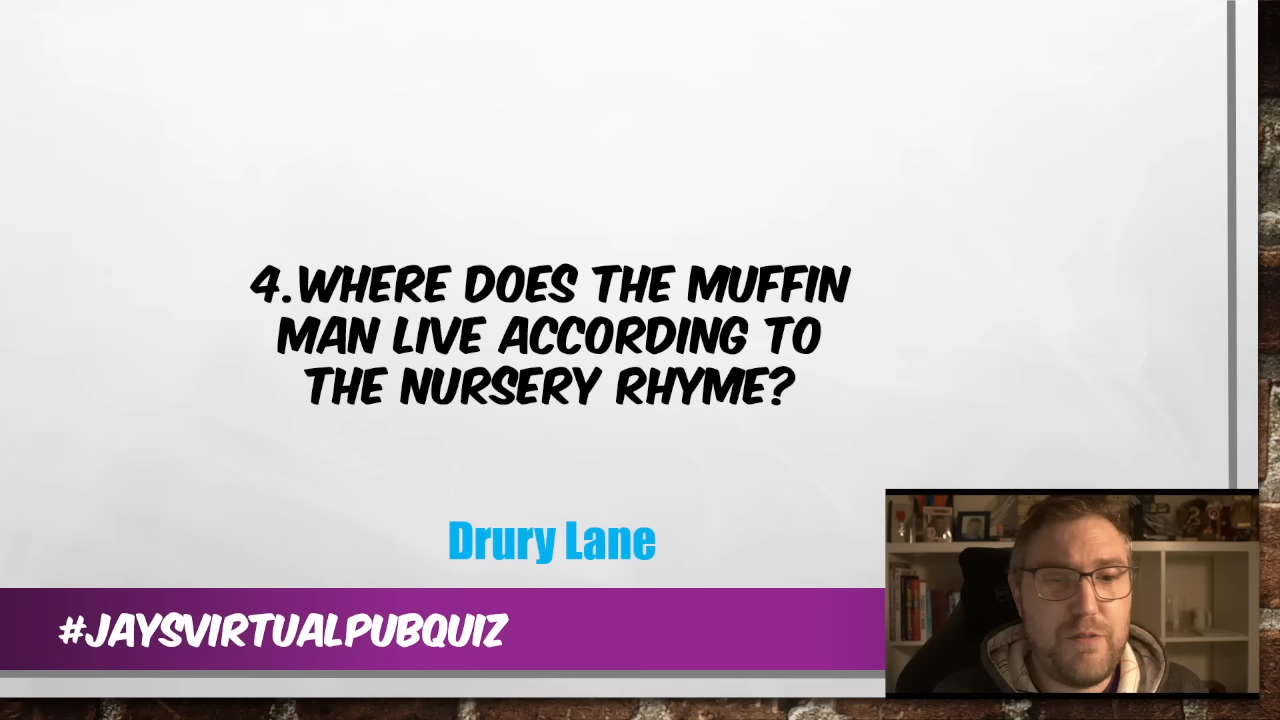 4.WHERE DOES THE MUFFIN
MAN LIVE ACCORDING TO
THE NURSERY RHYME?
Drury Lane
#JAYSVIRTUALPUBQUIZ